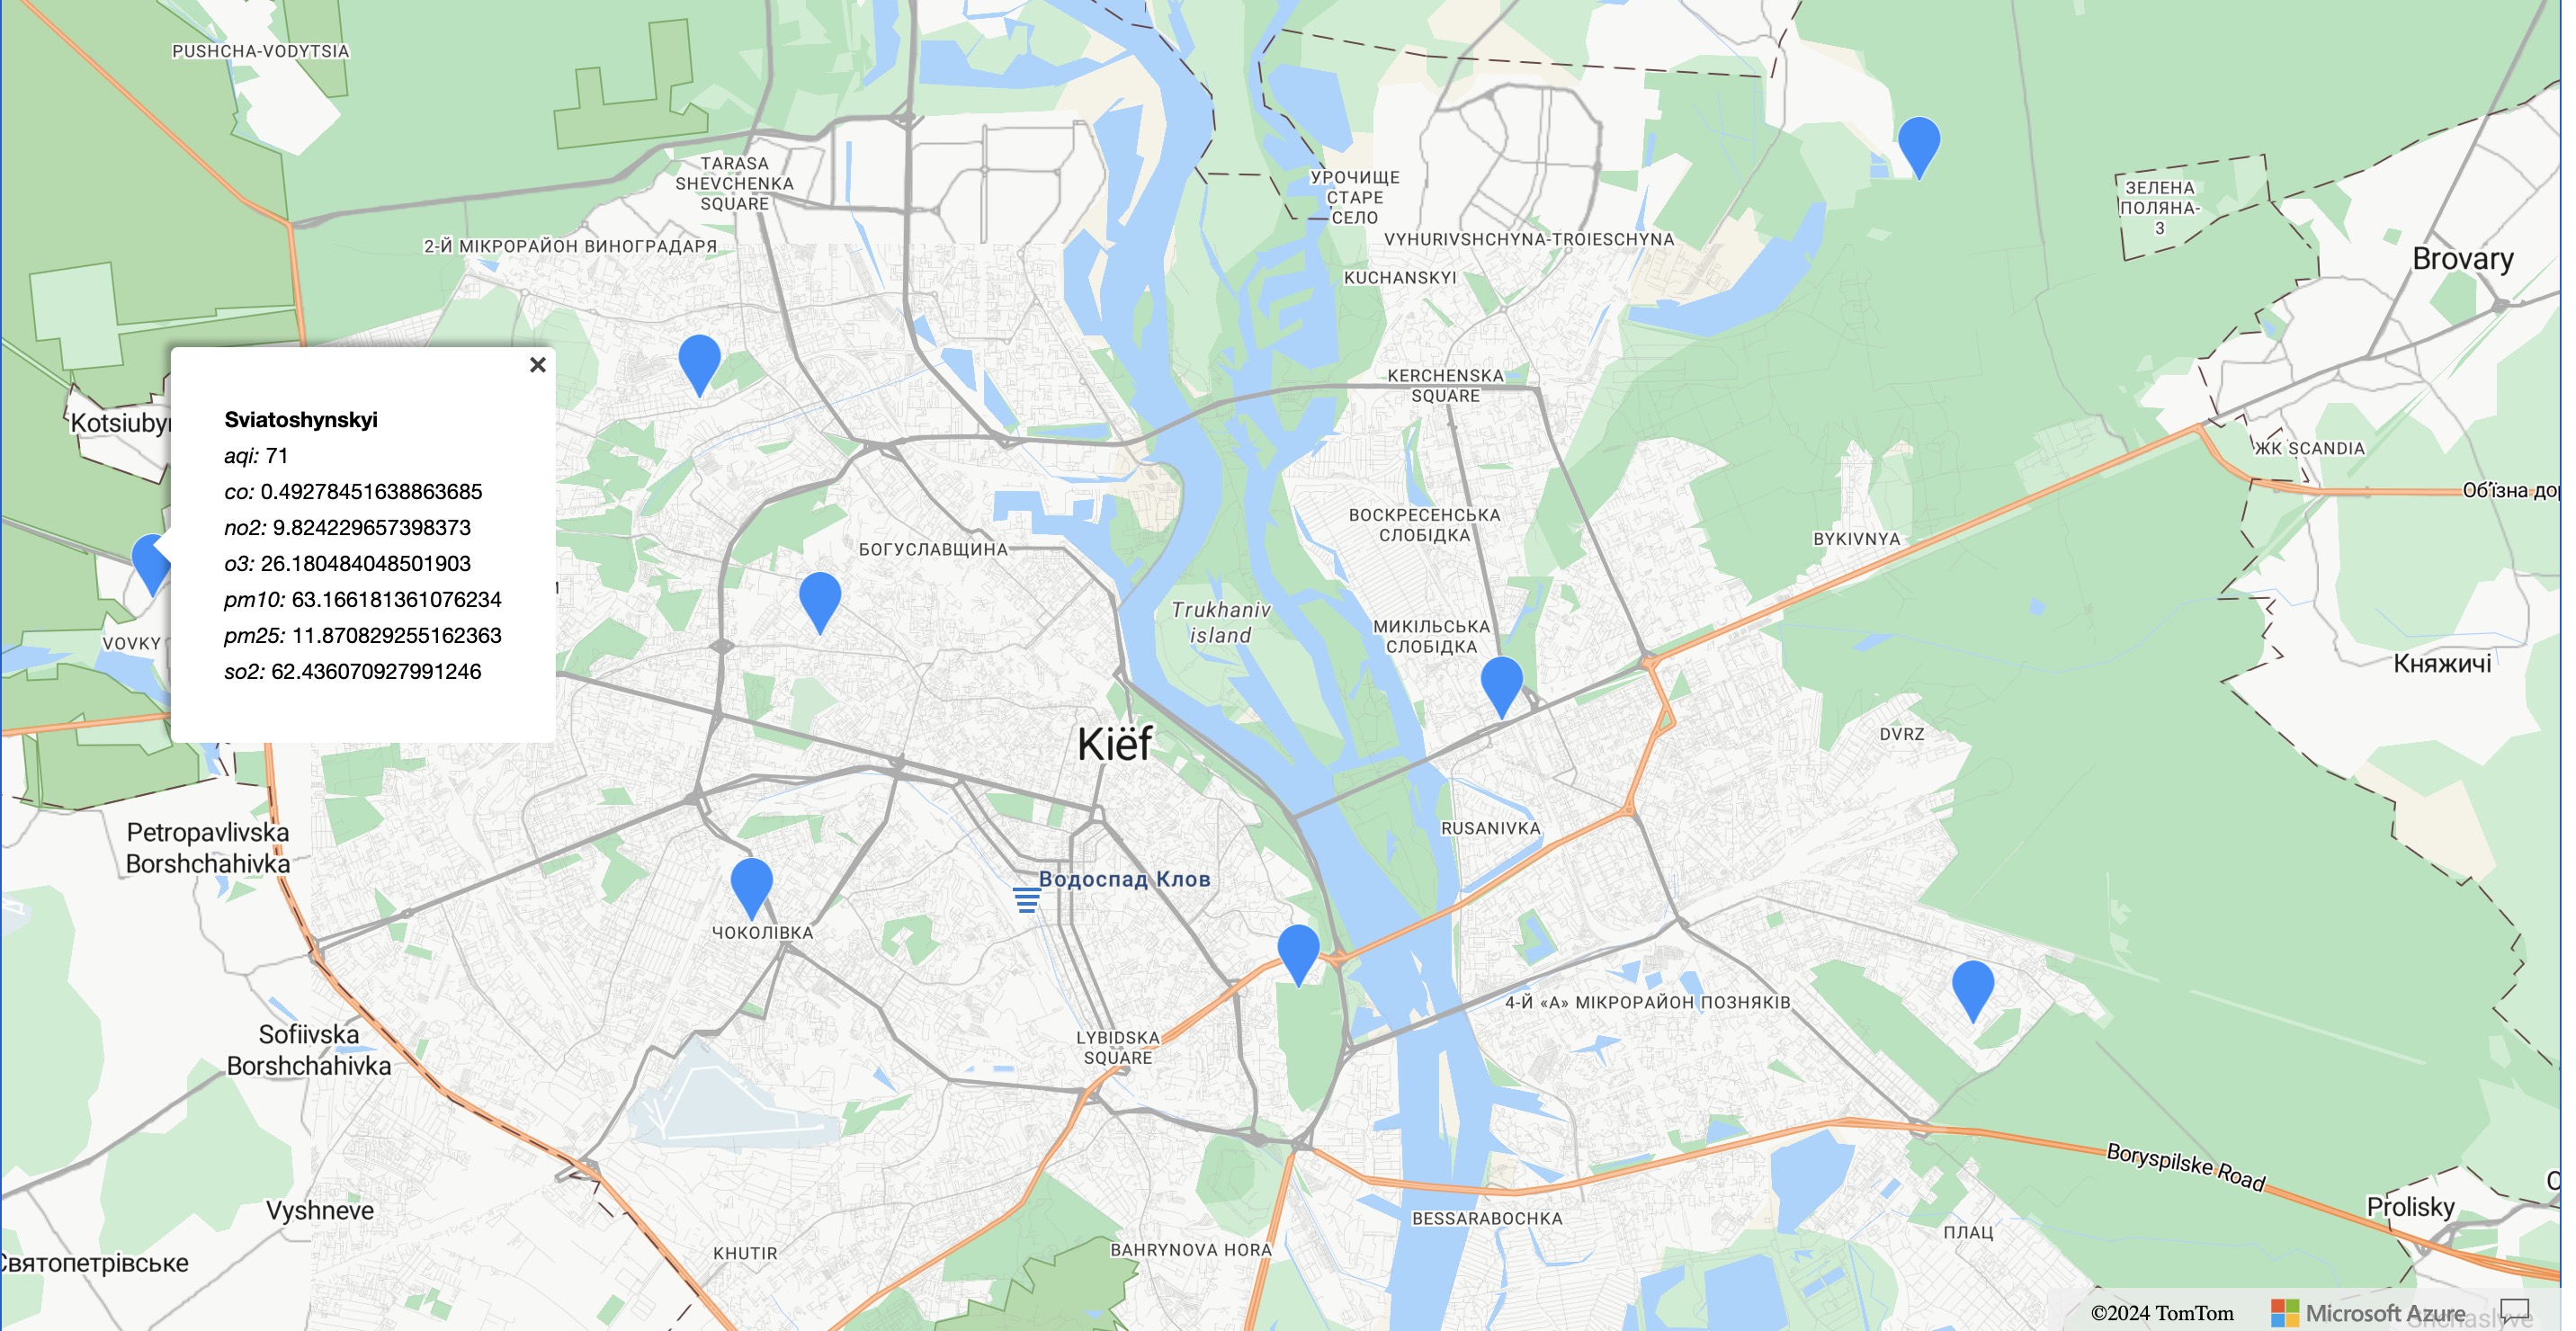 PUSHCHA-VODYTSIA
TARASA
SHEVCHENKA
SQUARE
УРОЧИЩЕ
СТАРЕ
СЕЛО
ЗЕЛЕНА
ПОЛЯНА-
3
2-Й МІКРОРАЙОН ВИНОГРАДАРЯ
VYHURIVSHCHYNA-TROIESCHYNA
Brovary
KUCHANSKYI
KERCHENSKA
SQUARE
Kotsiubyn
×
Sviatoshynskyi
aqi: 71
co: 0.49278451638863685
no2: 9.824229657398373
o3: 26.180484048501903
pm10: 63.166181361076234
pm25: 11.870829255162363
so2: 62.436070927991246
ЖК SCANDIA
Об'їзна дор
ВОСКРЕСЕНСЬКА
СЛОБІДКА
BYKIVNYA
БОГУСЛАВЩИНА
Trukhaniv
island
МИКІЛЬСЬКА
СЛОБІДКА
VOVKY
Княжичі
Kiëf
DVRZ
Petropavlivska
Borshchahivka
RUSANIVKA
Водоспад Клов
ЧОКОЛІВКА
4-Й «А» МІКРОРАЙОН ПОЗНЯКІВ
Sofiivska
Borshchahivka
LYBIDSKA
SQUARE
Boryspilske Road
Vyshneve
Prolisky
BESSARABOCHKA
ПЛАЦ
KHUTIR
BAHRYNOVA HORA
Святопетрівське
©2024 TomTom
Microsoft Azure